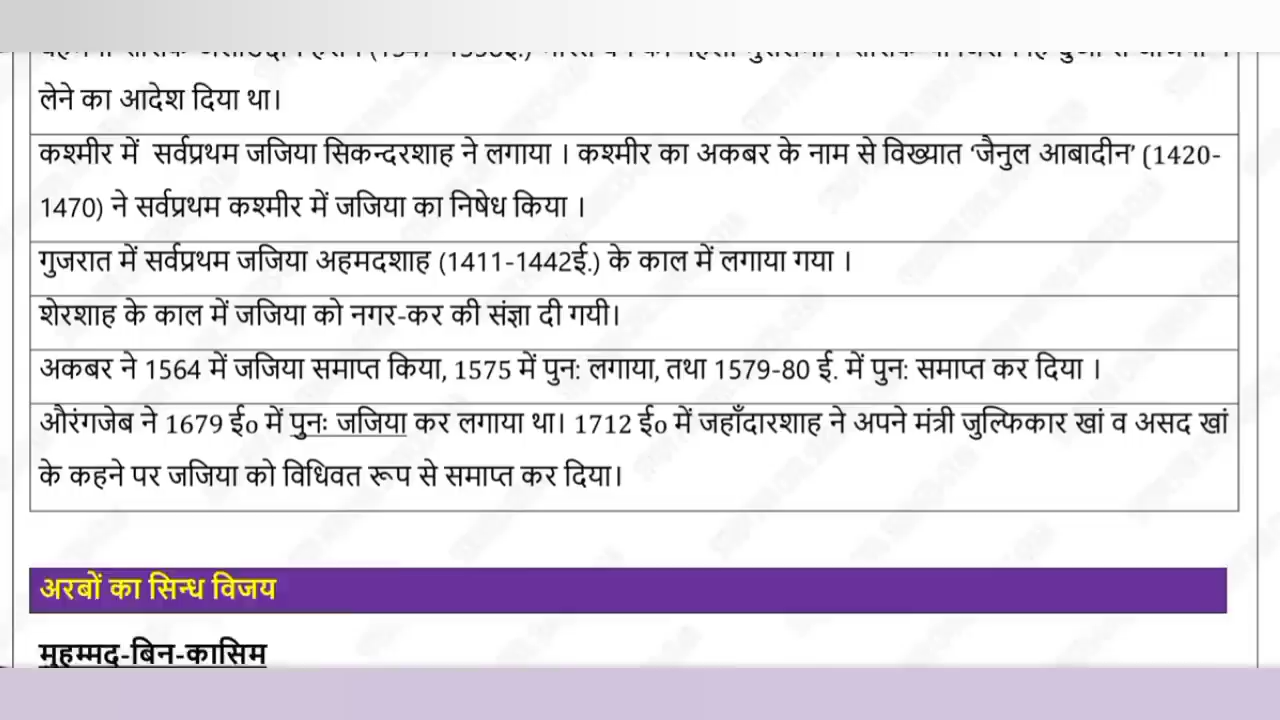 लेने का आदेश दिया था।
कश्मीर में सर्वप्रथम जजिया सिकन्दरशाह ने लगाया । कश्मीर का अकबर के नाम से विख्यात ‘जैनुल आबादीन’ (1420-
1470) ने सर्वप्रथम कश्मीर में जजिया का निषेध किया ।
गुजरात में सर्वप्रथम जजिया अहमदशाह (1411-1442ई.) के काल में लगाया गया ।
शेरशाह के काल में जजिया को नगर-कर की संज्ञा दी गयी।
अकबर ने 1564 में जजिया समाप्त किया, 1575 में पुन: लगाया, तथा 1579-80 ई. में पुन: समाप्त कर दिया ।
औरंगजेब ने 1679 ई० में पुनः जजिया कर लगाया था। 1712 ई० में जहाँदारशाह ने अपने मंत्री जुल्फिकार खां व असद खां
के कहने पर जजिया को विधिवत रूप से समाप्त कर दिया।
अरबों का सिन्ध विजय
मुहम्मद-बिन-कासिम